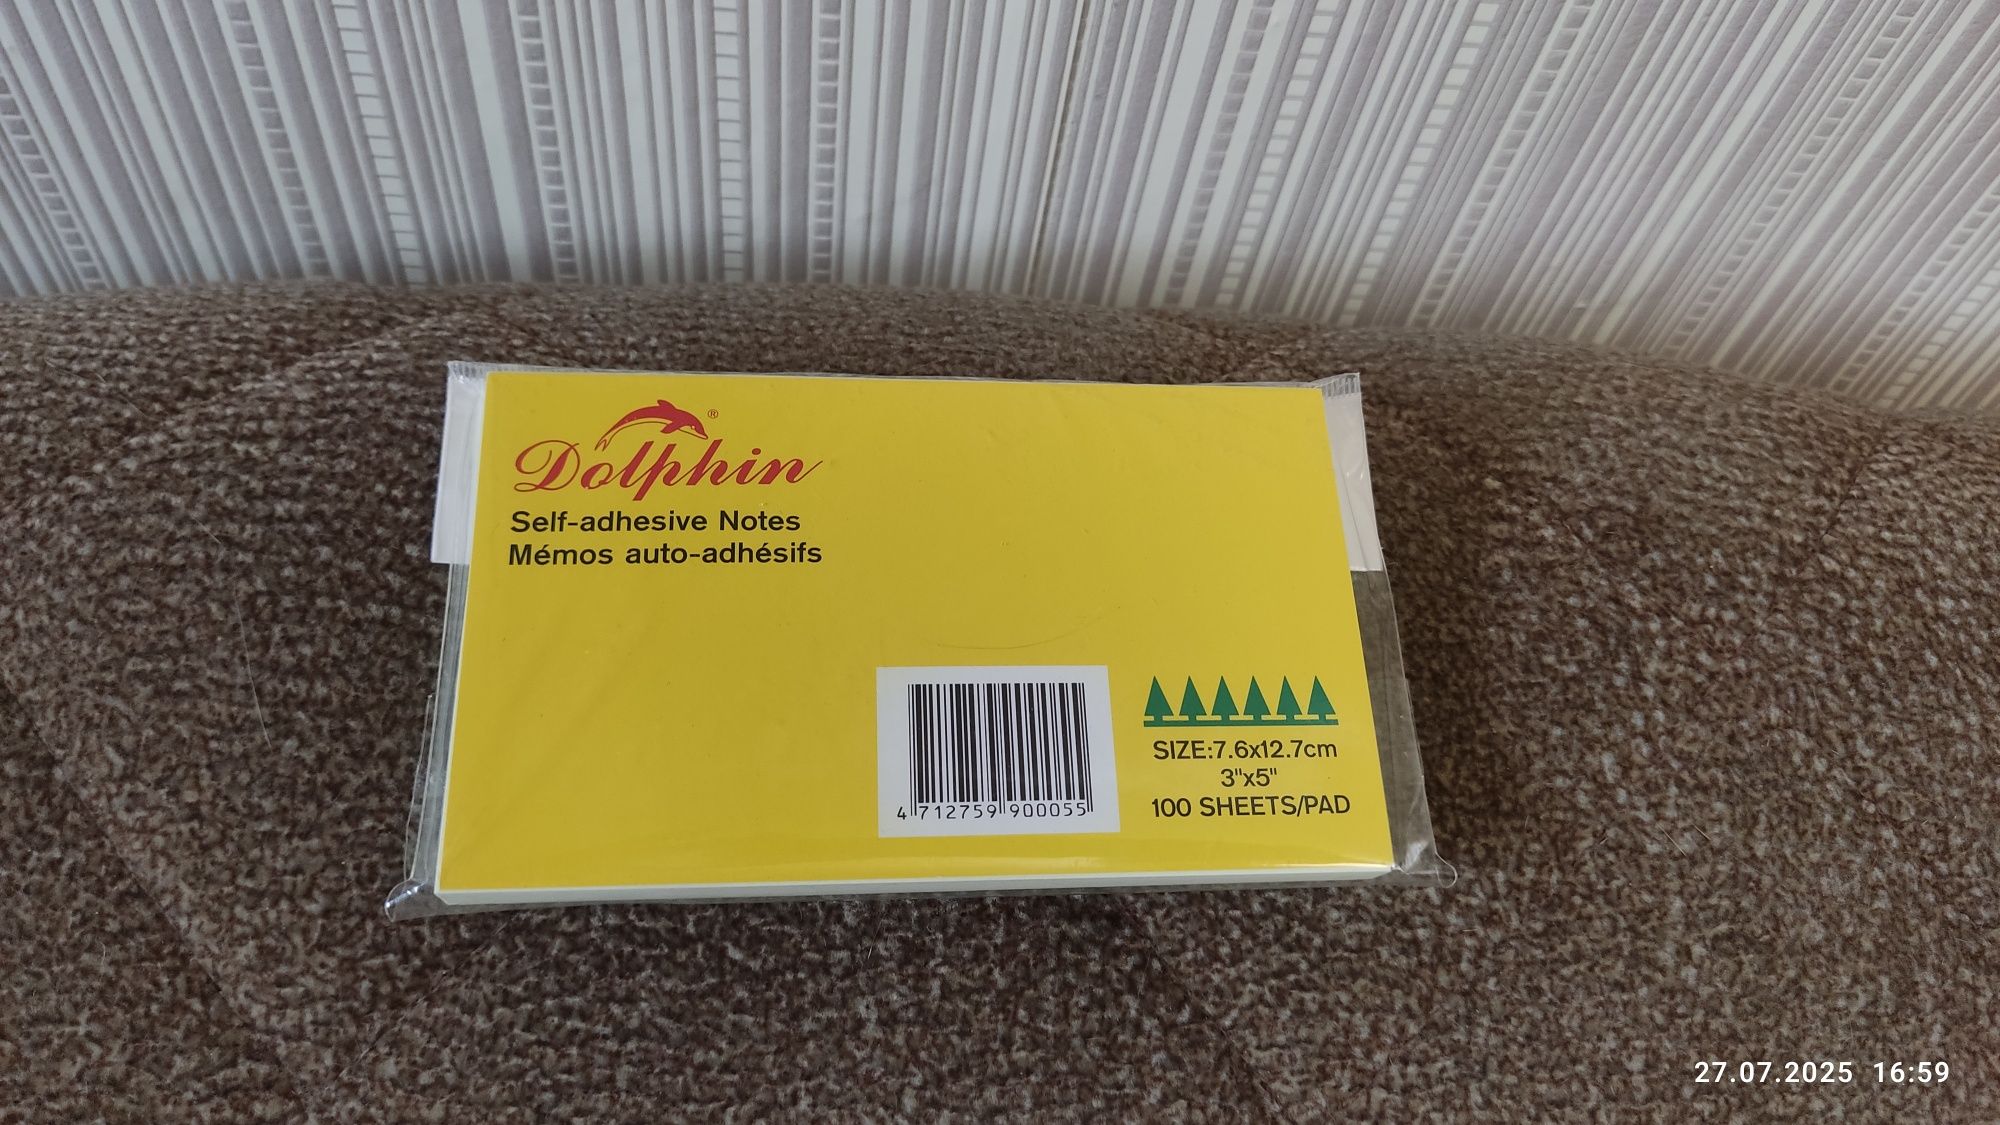 Dolphin®
Self-adhesive Notes
Mémos auto-adhésifs
4 712759 900055
SIZE:7.6x12.7cm
3"x5"
100 SHEETS/PAD
27.07.2025 16:59